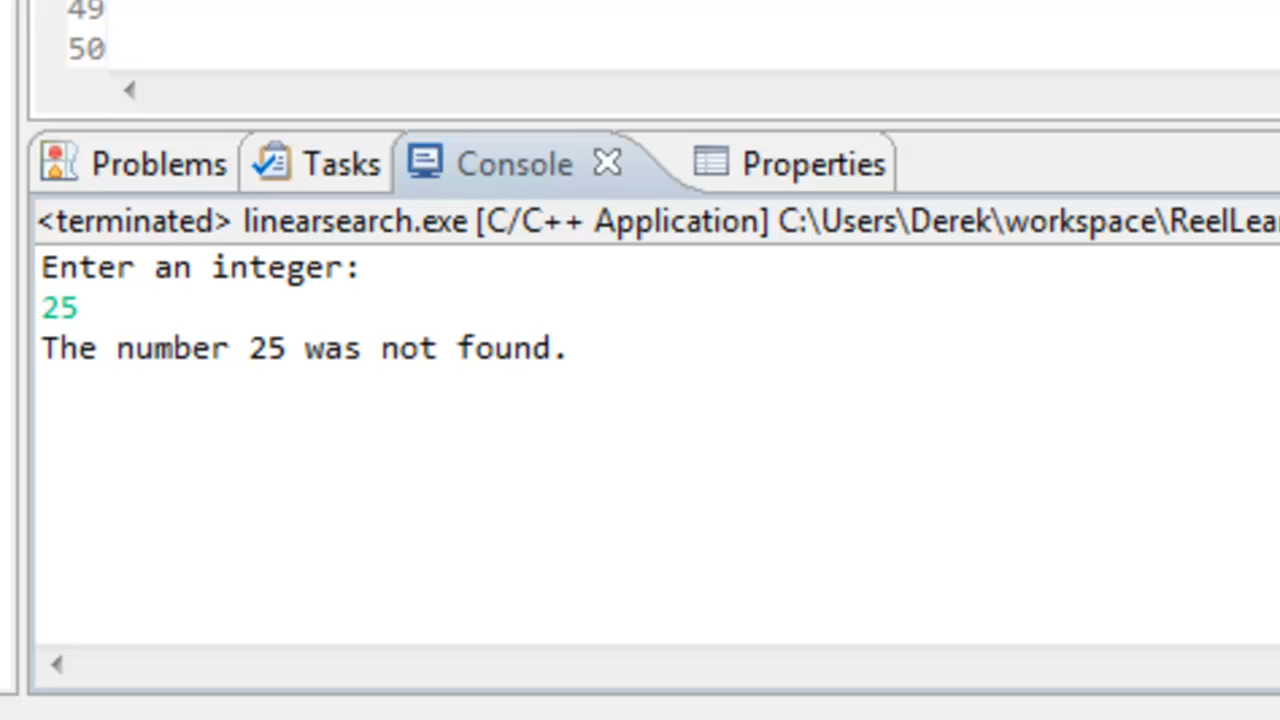 49
50
Problems Tasks Console Properties
<terminated> linearsearch.exe [C/C++ Application] C:\Users\Derek\workspace\ReelLear
Enter an integer:
25
The number 25 was not found.